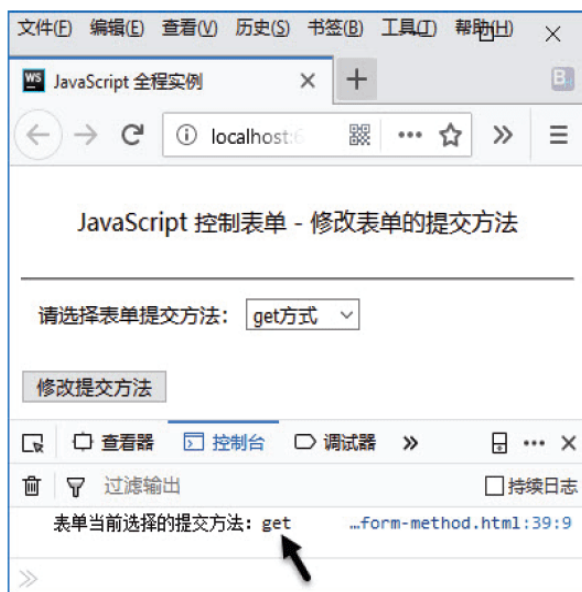 文件(F) 编辑(E) 查看(V) 历史(S) 书签(B) 工具(T) 帮助(H)
WS JavaScript 全程实例
localhost:6
JavaScript 控制表单 - 修改表单的提交方法
请选择表单提交方法： get方式
修改提交方法
查看器 控制台 调试器
过滤输出 持续日志
表单当前选择的提交方法：get …form-method.html:39:9